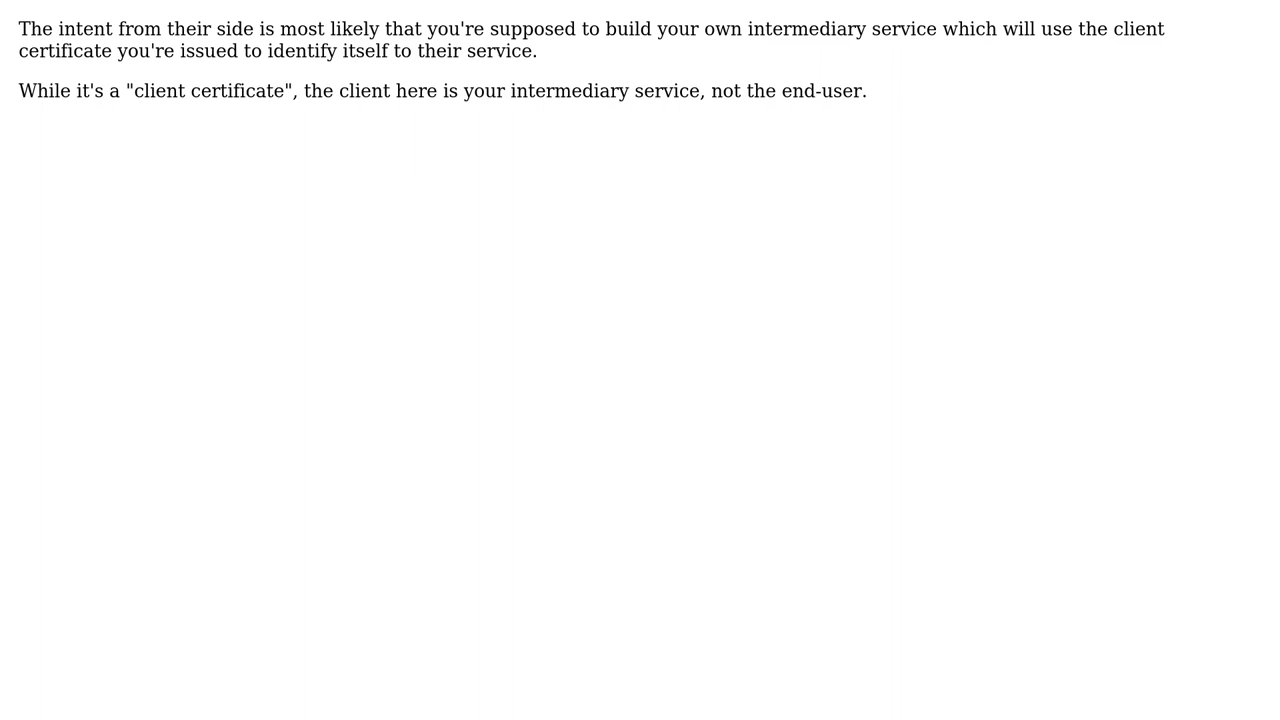 The intent from their side is most likely that you're supposed to build your own intermediary service which will use the client
certificate you're issued to identify itself to their service.
While it's a "client certificate", the client here is your intermediary service, not the end-user.